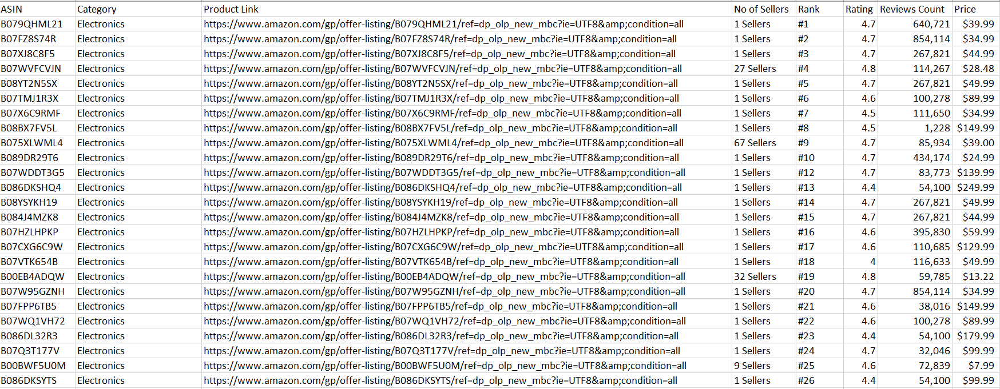 ASIN Category Product Link No of Sellers Rank Rating Reviews Count Price
B079QHML21 Electronics https://www.amazon.com/gp/offer-listing/B079QHML21/ref=dp_olp_new_mbc?ie=UTF8&amp;condition=all 1 Sellers #1 4.7 640,721 $39.99
B07FZ8S74R Electronics https://www.amazon.com/gp/offer-listing/B07FZ8S74R/ref=dp_olp_new_mbc?ie=UTF8&amp;condition=all 1 Sellers #2 4.7 854,114 $34.99
B07XJ8C8F5 Electronics https://www.amazon.com/gp/offer-listing/B07XJ8C8F5/ref=dp_olp_new_mbc?ie=UTF8&amp;condition=all 1 Sellers #3 4.7 267,821 $44.99
B07WVFCVJN Electronics https://www.amazon.com/gp/offer-listing/B07WVFCVJN/ref=dp_olp_new_mbc?ie=UTF8&amp;condition=all 27 Sellers #4 4.8 114,267 $28.48
B08YT2N5SX Electronics https://www.amazon.com/gp/offer-listing/B08YT2N5SX/ref=dp_olp_new_mbc?ie=UTF8&amp;condition=all 1 Sellers #5 4.7 267,821 $49.99
B07TMJ1R3X Electronics https://www.amazon.com/gp/offer-listing/B07TMJ1R3X/ref=dp_olp_new_mbc?ie=UTF8&amp;condition=all 1 Sellers #6 4.6 100,278 $89.99
B07X6C9RMF Electronics https://www.amazon.com/gp/offer-listing/B07X6C9RMF/ref=dp_olp_new_mbc?ie=UTF8&amp;condition=all 1 Sellers #7 4.5 111,650 $34.99
B08BX7FV5L Electronics https://www.amazon.com/gp/offer-listing/B08BX7FV5L/ref=dp_olp_new_mbc?ie=UTF8&amp;condition=all 1 Sellers #8 4.5 1,228 $149.99
B075XLWML4 Electronics https://www.amazon.com/gp/offer-listing/B075XLWML4/ref=dp_olp_new_mbc?ie=UTF8&amp;condition=all 67 Sellers #9 4.7 85,934 $39.00
B089DR29T6 Electronics https://www.amazon.com/gp/offer-listing/B089DR29T6/ref=dp_olp_new_mbc?ie=UTF8&amp;condition=all 1 Sellers #10 4.7 434,174 $24.99
B07WDDT3G5 Electronics https://www.amazon.com/gp/offer-listing/B07WDDT3G5/ref=dp_olp_new_mbc?ie=UTF8&amp;condition=all 1 Sellers #12 4.7 83,773 $139.99
B086DKSHQ4 Electronics https://www.amazon.com/gp/offer-listing/B086DKSHQ4/ref=dp_olp_new_mbc?ie=UTF8&amp;condition=all 1 Sellers #13 4.4 54,100 $249.99
B08YSYKH19 Electronics https://www.amazon.com/gp/offer-listing/B08YSYKH19/ref=dp_olp_new_mbc?ie=UTF8&amp;condition=all 1 Sellers #14 4.7 267,821 $49.99
B084J4MZK8 Electronics https://www.amazon.com/gp/offer-listing/B084J4MZK8/ref=dp_olp_new_mbc?ie=UTF8&amp;condition=all 1 Sellers #15 4.7 267,821 $44.99
B07HZLHPKP Electronics https://www.amazon.com/gp/offer-listing/B07HZLHPKP/ref=dp_olp_new_mbc?ie=UTF8&amp;condition=all 1 Sellers #16 4.6 395,830 $59.99
B07CXG6C9W Electronics https://www.amazon.com/gp/offer-listing/B07CXG6C9W/ref=dp_olp_new_mbc?ie=UTF8&amp;condition=all 1 Sellers #17 4.6 110,685 $129.99
B07VTK654B Electronics https://www.amazon.com/gp/offer-listing/B07VTK654B/ref=dp_olp_new_mbc?ie=UTF8&amp;condition=all 1 Sellers #18 4 116,633 $49.99
B00EB4ADQW Electronics https://www.amazon.com/gp/offer-listing/B00EB4ADQW/ref=dp_olp_new_mbc?ie=UTF8&amp;condition=all 32 Sellers #19 4.8 59,785 $13.22
B07W95GZNH Electronics https://www.amazon.com/gp/offer-listing/B07W95GZNH/ref=dp_olp_new_mbc?ie=UTF8&amp;condition=all 1 Sellers #20 4.7 854,114 $34.99
B07FPP6TB5 Electronics https://www.amazon.com/gp/offer-listing/B07FPP6TB5/ref=dp_olp_new_mbc?ie=UTF8&amp;condition=all 1 Sellers #21 4.6 38,016 $149.99
B07WQ1VH72 Electronics https://www.amazon.com/gp/offer-listing/B07WQ1VH72/ref=dp_olp_new_mbc?ie=UTF8&amp;condition=all 1 Sellers #22 4.6 100,278 $89.99
B086DL32R3 Electronics https://www.amazon.com/gp/offer-listing/B086DL32R3/ref=dp_olp_new_mbc?ie=UTF8&amp;condition=all 1 Sellers #23 4.4 54,100 $179.99
B07Q3T177V Electronics https://www.amazon.com/gp/offer-listing/B07Q3T177V/ref=dp_olp_new_mbc?ie=UTF8&amp;condition=all 1 Sellers #24 4.7 32,046 $99.99
B00BWF5U0M Electronics https://www.amazon.com/gp/offer-listing/B00BWF5U0M/ref=dp_olp_new_mbc?ie=UTF8&amp;condition=all 9 Sellers #25 4.6 72,839 $7.99
B086DKSYTS Electronics https://www.amazon.com/gp/offer-listing/B086DKSYTS/ref=dp_olp_new_mbc?ie=UTF8&amp;condition=all 1 Sellers #26 4.4 54,100 $99.99